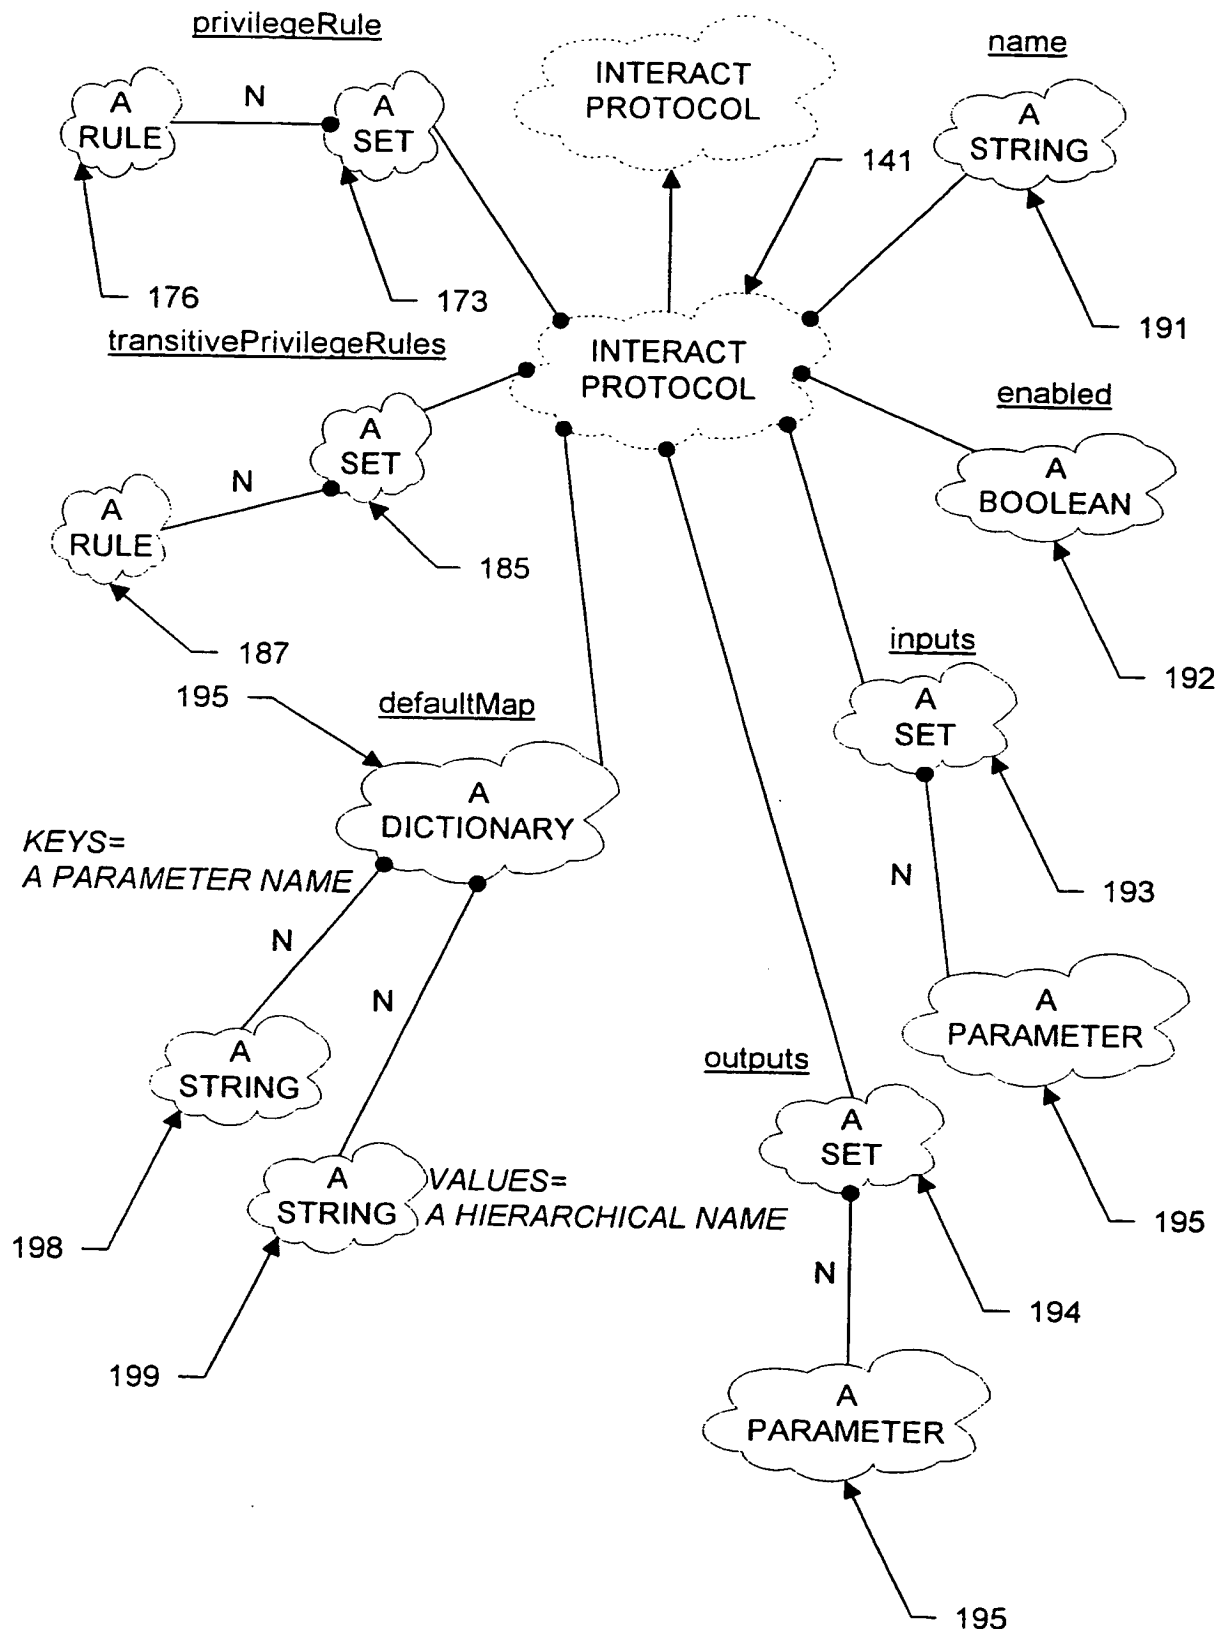 privilegeRule
name
INTERACT
PROTOCOL
A
RULE
N
A
SET
A
STRING
141
176
173
191
transitivePrivilegeRules
INTERACT
PROTOCOL
enabled
A
SET
N
A
RULE
A
BOOLEAN
185
187
192
inputs
195
defaultMap
A
SET
A
DICTIONARY
KEYS=
A PARAMETER NAME
193
N
N
N
A
PARAMETER
A
STRING
outputs
A
SET
A
STRING
VALUES=
A HIERARCHICAL NAME
195
198
N
194
199
A
PARAMETER
195